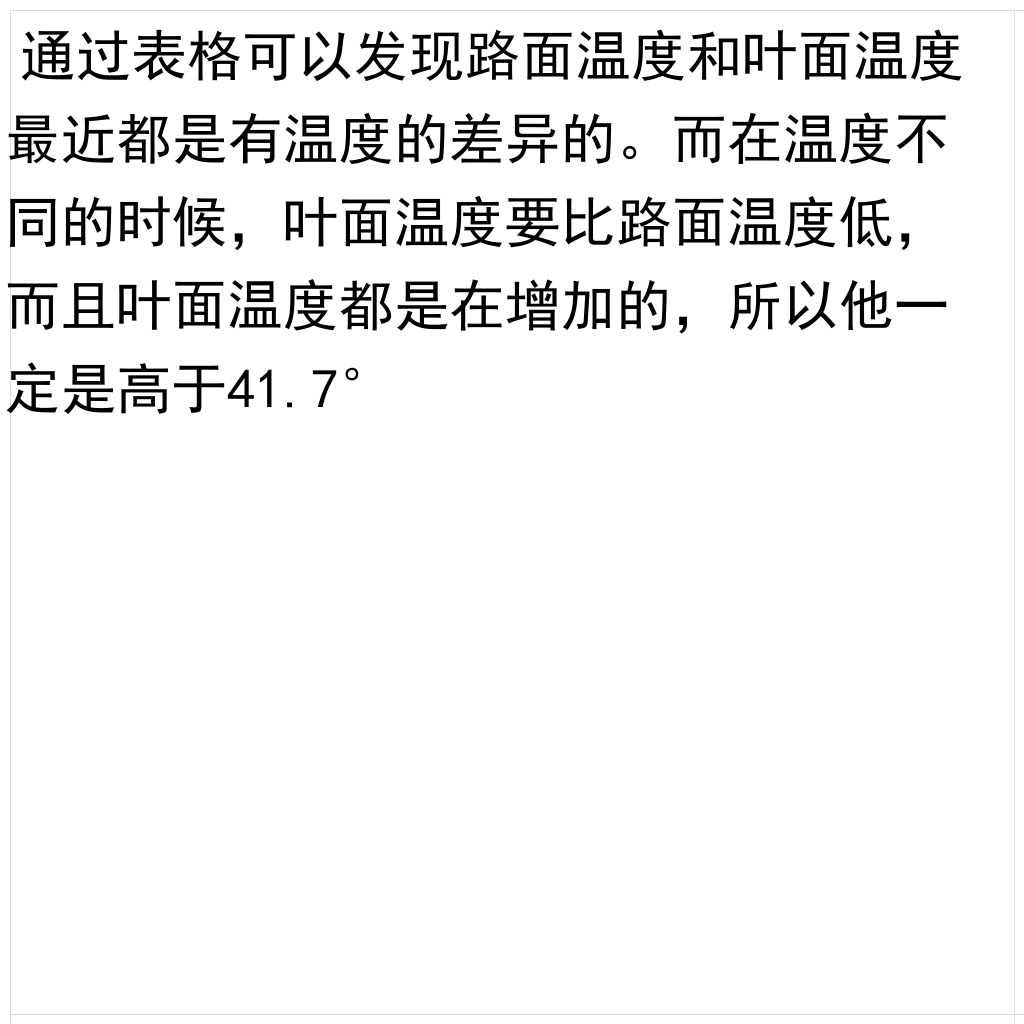 通过表格可以发现路面温度和叶面温度
最近都是有温度的差异的。而在温度不
同的时候，叶面温度要比路面温度低，
而且叶面温度都是在增加的，所以他一
定是高于41.7°